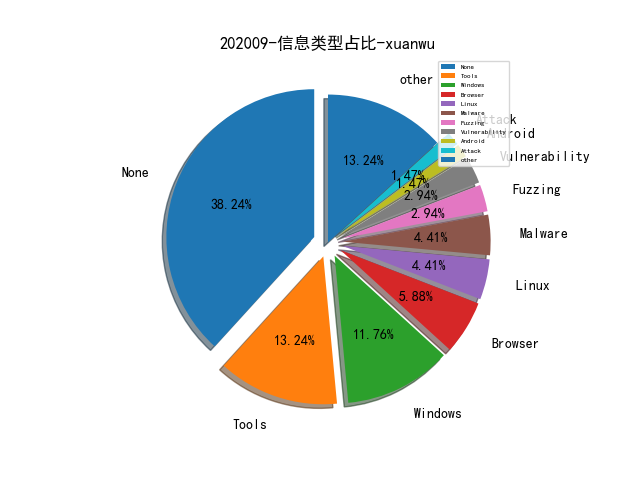 202009-信息类型占比-xuanwu
None
Tools
Windows
Browser
Linux
Malware
Fuzzing
Vulnerability
Android
Attack
other
None
Tools
Windows
Browser
Linux
Malware
Fuzzing
Vulnerability
Android
Attack
other
38.24%
13.24%
11.76%
5.88%
4.41%
4.41%
2.94%
2.94%
1.47%
1.47%
13.24%